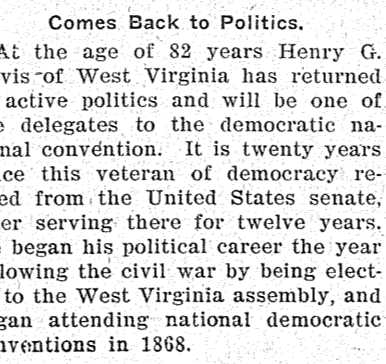 Comes Back to Politics.
At the age of 82 years Henry G.
vis of West Virginia has returned
active politics and will be one of
e delegates to the democratic na-
nal convention. It is twenty years
ce this veteran of democracy re-
ed from the United States senate,
er serving there for twelve years.
began his political career the year
lowing the civil war by being elect-
to the West Virginia assembly, and
gan attending national democratic
nventions in 1868.